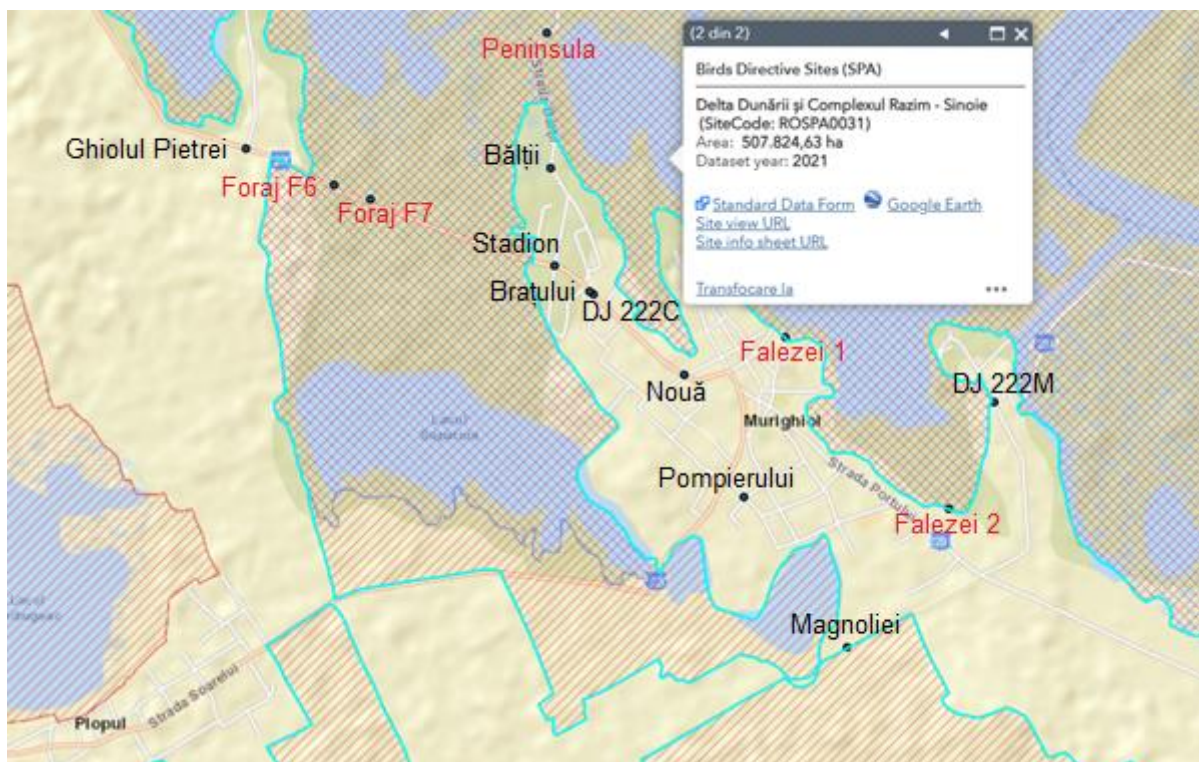 (2 din 2)
Birds Directive Sites (SPA)
Delta Dunării și Complexul Razim - Sinoie
(SiteCode: ROSPA0031)
Area: 507.824,63 ha
Dataset year: 2021
Standard Data Form Google Earth
Site view URL
Site info sheet URL
Transfocare la
Peninsula
Ghiolul Pietrei
Bălții
Foraj F6
Foraj F7
Stadion
Brațului
DJ 222C
Falezei 1
Nouă
DJ 222M
Murighiol
Pompierului
Strada Portului
Falezei 2
Magnoliei
Strada Soarelui
Plopul